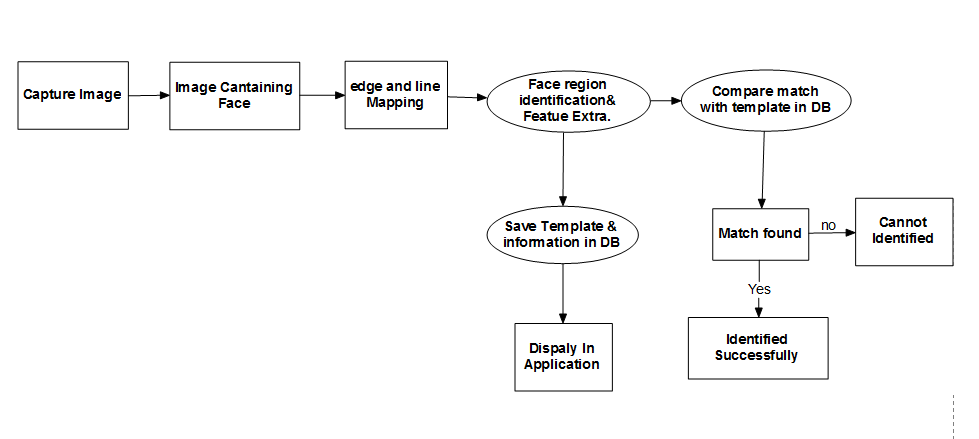 Capture Image
Image Cantaining
Face
edge and line
Mapping
Face region
identification&
Featue Extra.
Compare match
with template in DB
Save Template &
information in DB
Match found
no
Cannot
Identified
Yes
Dispaly In
Application
Identified
Successfully